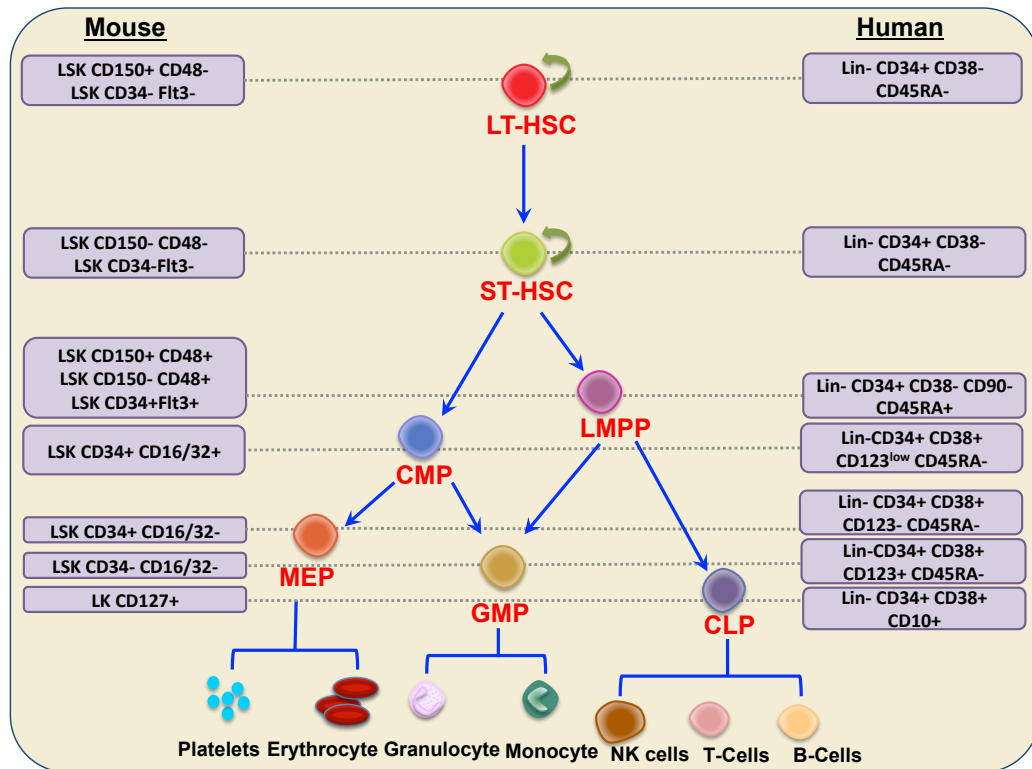 Mouse
Human
LSK CD150+ CD48-
LSK CD34- Flt3-
Lin- CD34+ CD38-
CD45RA-
LT-HSC
LSK CD150- CD48-
LSK CD34-Flt3-
Lin- CD34+ CD38-
CD45RA-
ST-HSC
LSK CD150+ CD48+
LSK CD150- CD48+
LSK CD34+Flt3+
Lin- CD34+ CD38- CD90-
CD45RA+
LMPP
LSK CD34+ CD16/32+
Lin-CD34+ CD38+
CD123low CD45RA-
CMP
LSK CD34+ CD16/32-
Lin- CD34+ CD38+
CD123- CD45RA-
MEP
LSK CD34- CD16/32-
Lin-CD34+ CD38+
CD123+ CD45RA-
GMP
LK CD127+
Lin- CD34+ CD38+
CD10+
CLP
Platelets Erythrocyte Granulocyte Monocyte NK cells T-Cells B-Cells